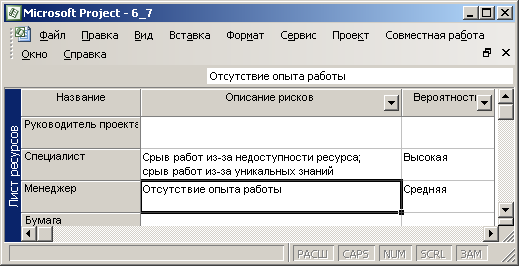 Microsoft Project - 6_7
Файл Правка Вид Вставка Формат Сервис Проект Совместная работа
Окно Справка
Отсутствие опыта работы
Название Описание рисков Вероятность
Руководитель проекта
Специалист Срыв работ из-за недоступности ресурса; Высокая
срыв работ из-за уникальных знаний
Менеджер Отсутствие опыта работы Средняя
Бумага
Лист ресурсов
РАСШ CAPS NUM SCRL ЗАМ